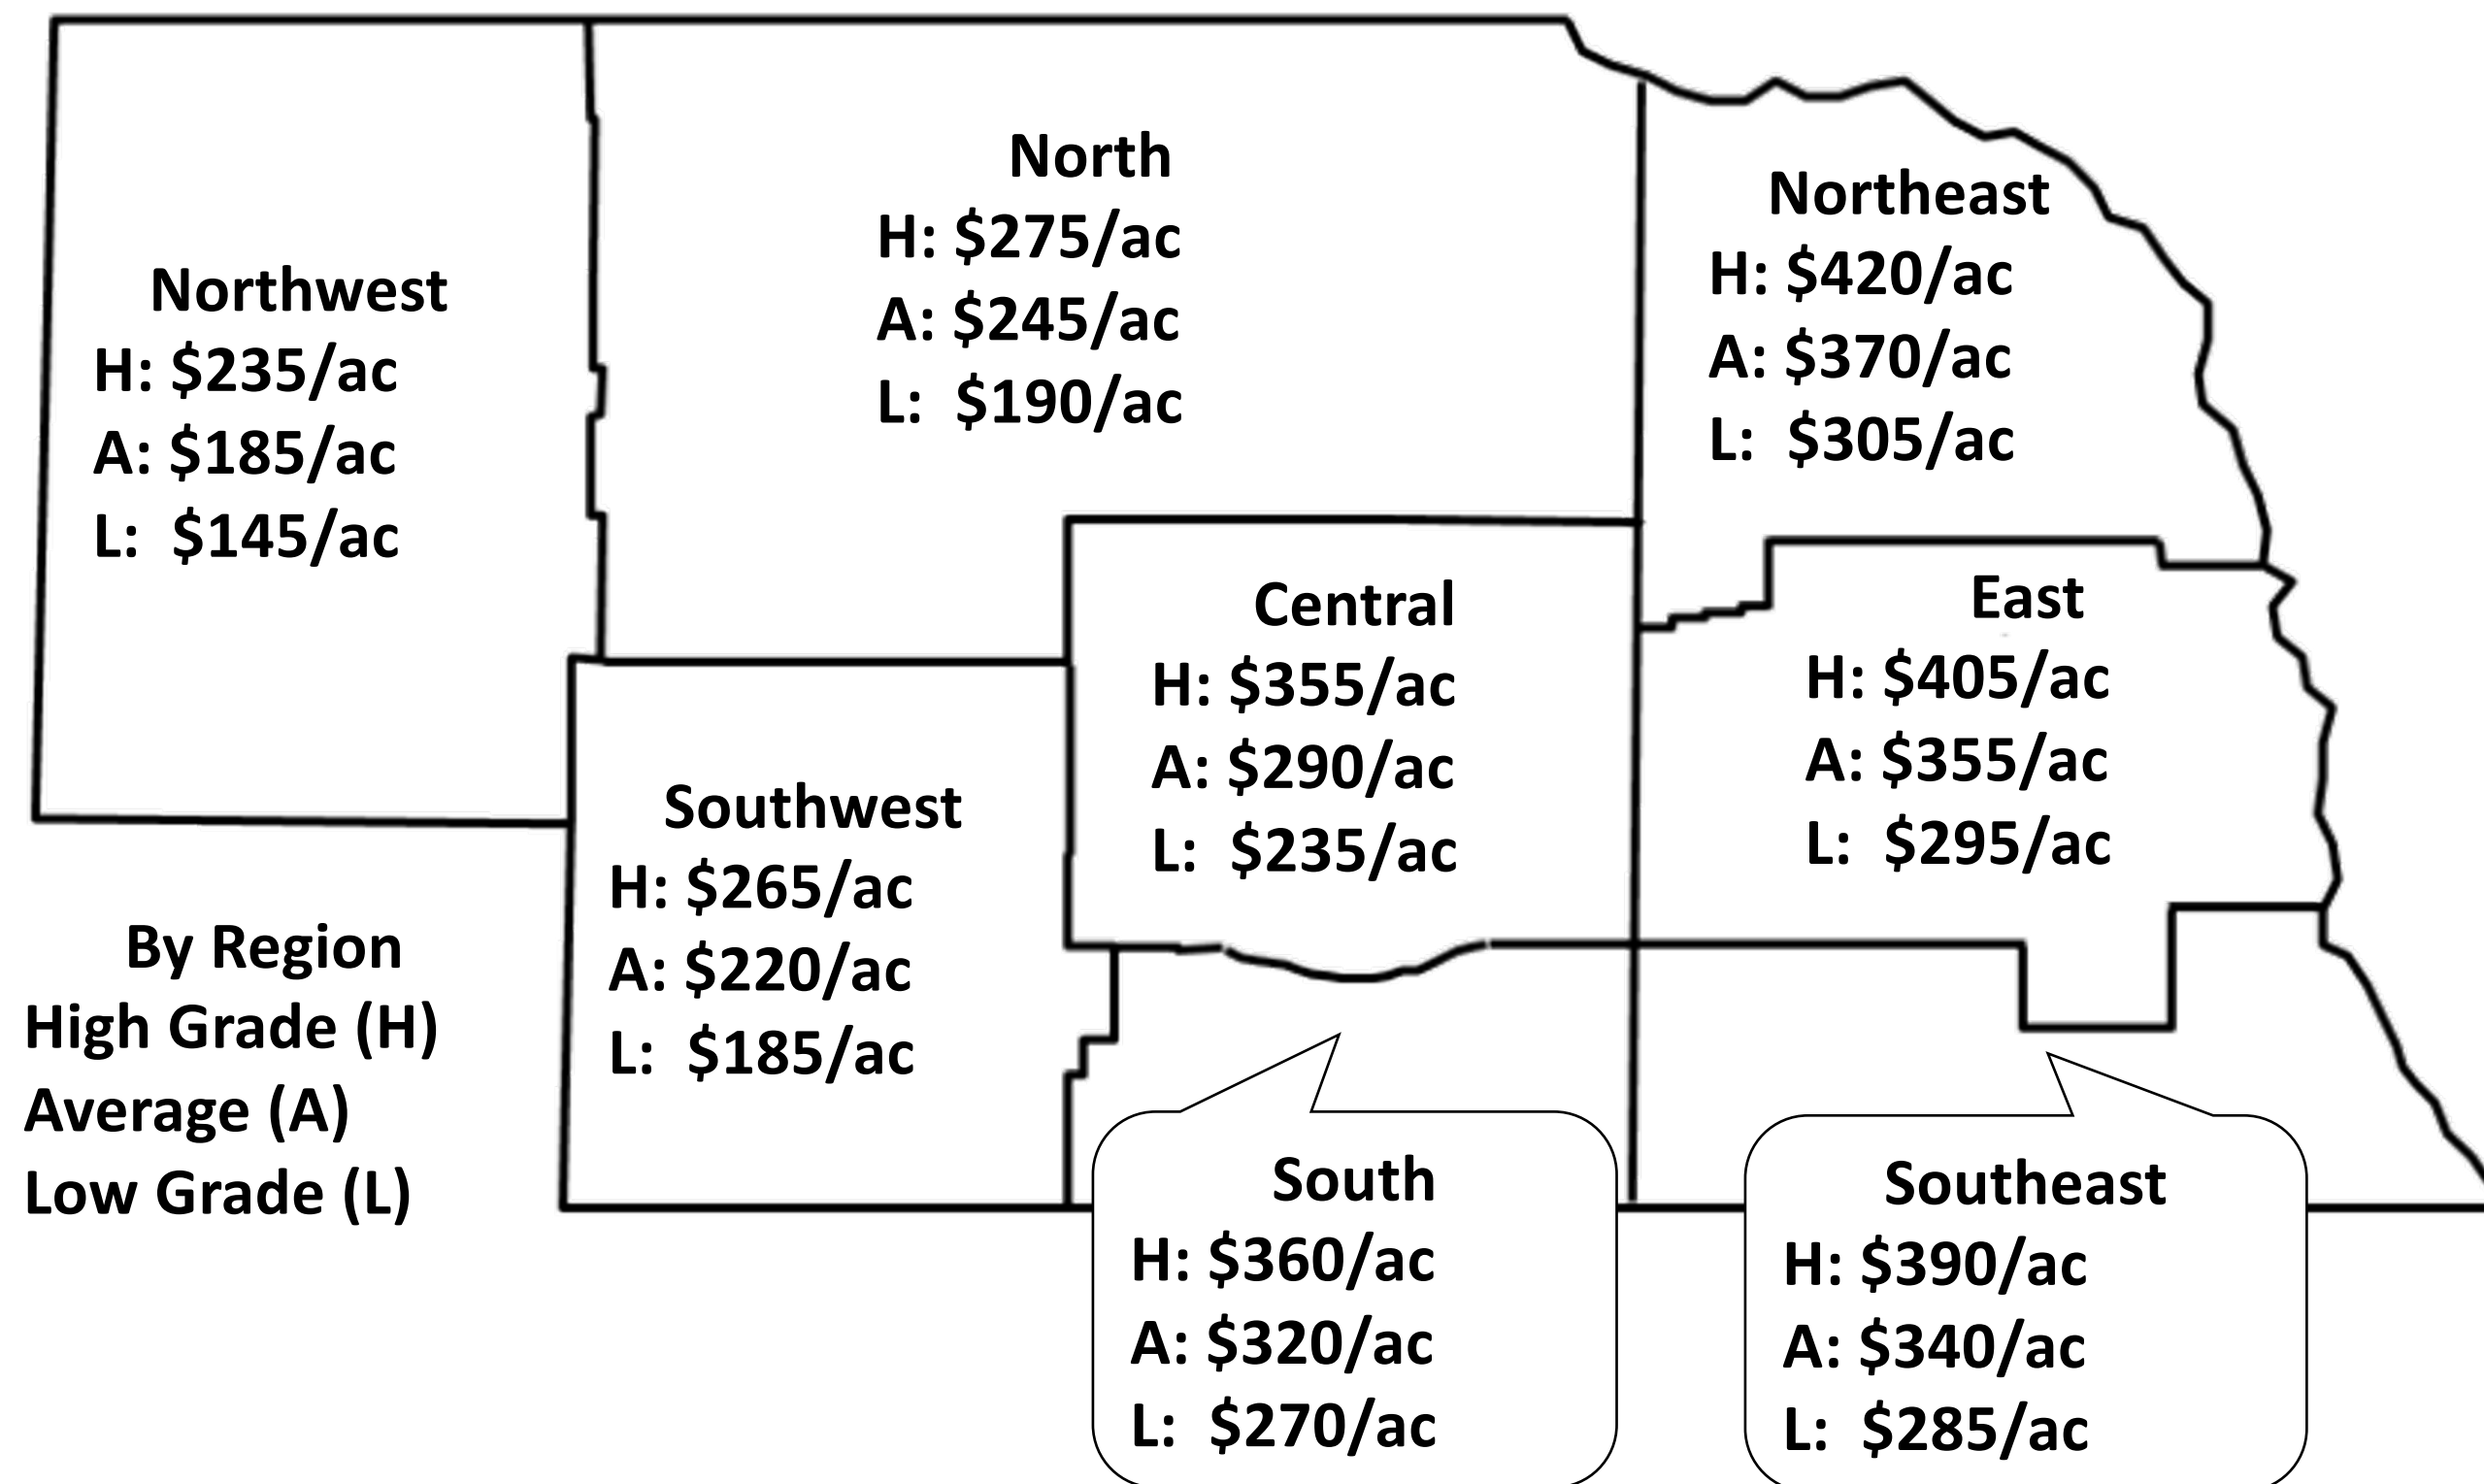 North
H: $275/ac
A: $245/ac
L: $190/ac
Northeast
H: $420/ac
A: $370/ac
L: $305/ac
Northwest
H: $235/ac
A: $185/ac
L: $145/ac
Central
H: $355/ac
A: $290/ac
L: $235/ac
East
H: $405/ac
A: $355/ac
L: $295/ac
Southwest
H: $265/ac
A: $220/ac
L: $185/ac
By Region
High Grade (H)
Average (A)
Low Grade (L)
South
H: $360/ac
A: $320/ac
L: $270/ac
Southeast
H: $390/ac
A: $340/ac
L: $285/ac